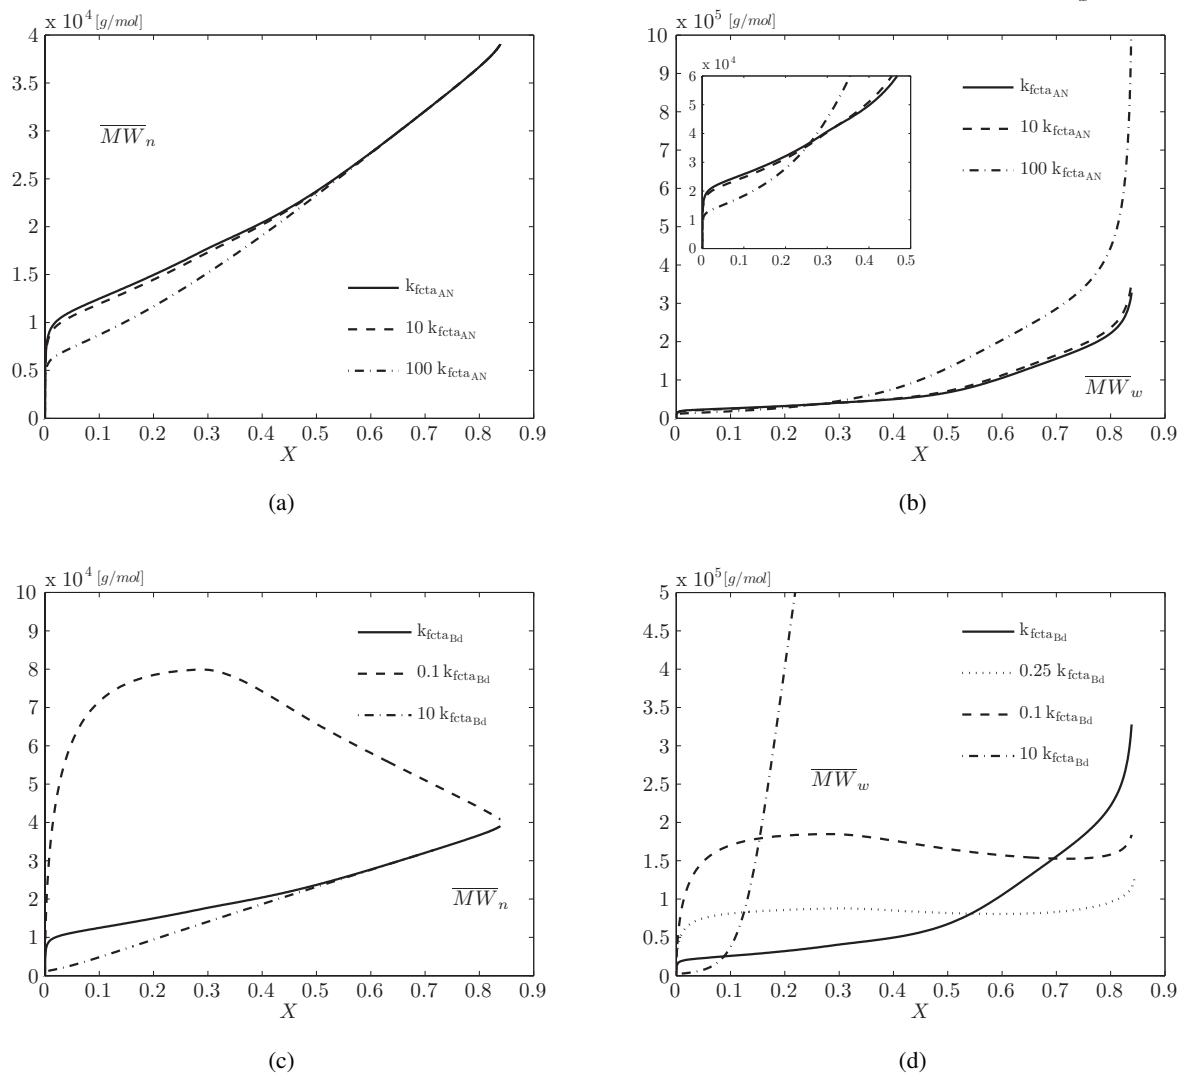 x 10^4 [g/mol]
4
3.5
3
2.5
2
1.5
1
0.5
0
MW_n
k_fcta_AN
10 k_fcta_AN
100 k_fcta_AN
0 0.1 0.2 0.3 0.4 0.5 0.6 0.7 0.8 0.9
X
(a)
x 10^5 [g/mol]
10
9
8
7
6
5
4
3
2
1
0
x 10^4
6
5
4
3
2
1
0
0 0.1 0.2 0.3 0.4 0.5
k_fcta_AN
10 k_fcta_AN
100 k_fcta_AN
MW_w
0 0.1 0.2 0.3 0.4 0.5 0.6 0.7 0.8 0.9
X
(b)
x 10^4 [g/mol]
10
9
8
7
6
5
4
3
2
1
0
k_fcta_Bd
0.1 k_fcta_Bd
10 k_fcta_Bd
MW_n
0 0.1 0.2 0.3 0.4 0.5 0.6 0.7 0.8 0.9
X
(c)
x 10^5 [g/mol]
5
4.5
4
3.5
3
2.5
2
1.5
1
0.5
0
k_fcta_Bd
0.25 k_fcta_Bd
0.1 k_fcta_Bd
10 k_fcta_Bd
MW_w
0 0.1 0.2 0.3 0.4 0.5 0.6 0.7 0.8 0.9
X
(d)